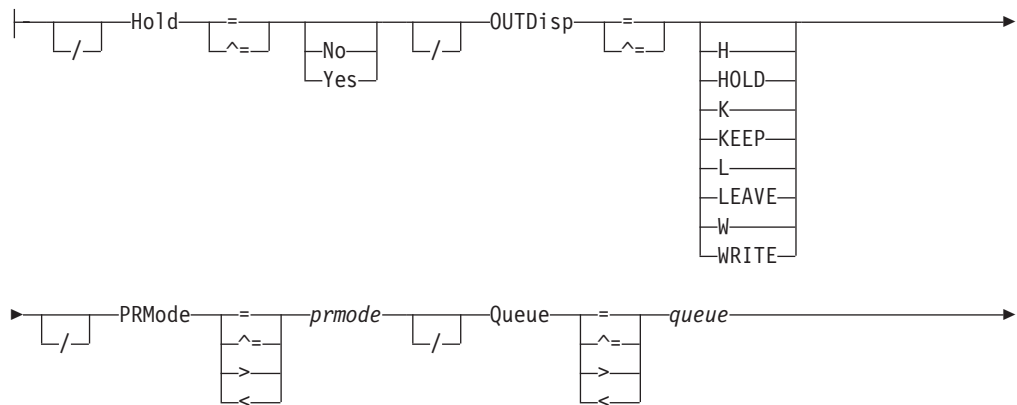 / Hold = ^= No Yes / OUTDisp = ^= H HOLD K KEEP L LEAVE W WRITE
/ PRMode = ^= > < prmode / Queue = ^= > < queue